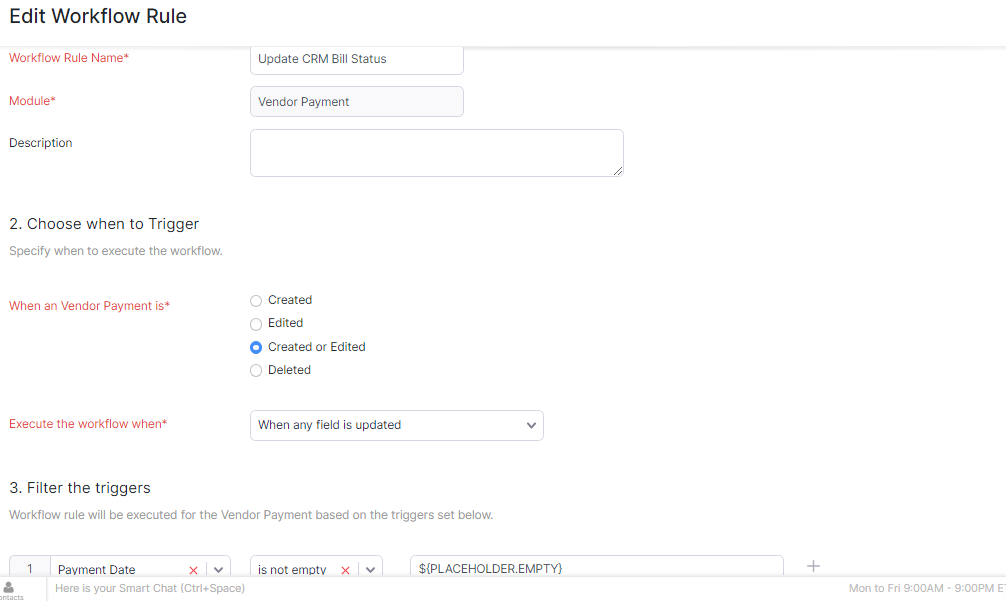 Edit Workflow Rule
Workflow Rule Name*
Update CRM Bill Status
Module*
Vendor Payment
Description
2. Choose when to Trigger
Specify when to execute the workflow.
When an Vendor Payment is*
Created
Edited
Created or Edited
Deleted
Execute the workflow when*
When any field is updated
3. Filter the triggers
Workflow rule will be executed for the Vendor Payment based on the triggers set below.
1 Payment Date is not empty ${PLACEHOLDER.EMPTY}
ontacts
Here is your Smart Chat (Ctrl+Space)
Mon to Fri 9:00AM - 9:00PM E